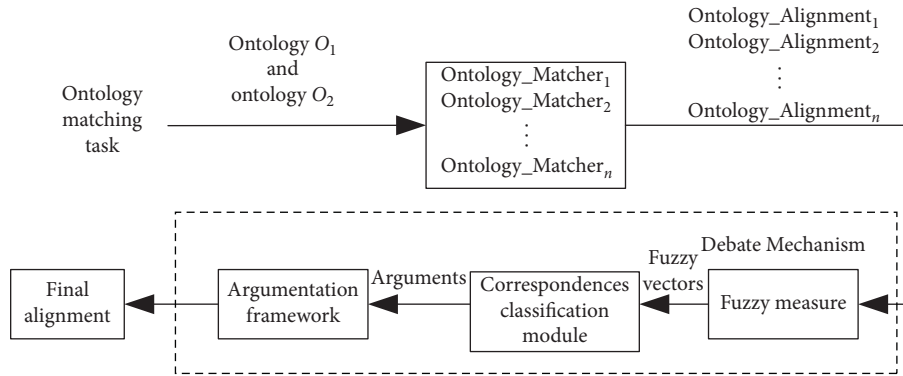 Ontology
matching
task
Ontology O₁
and
ontology O₂
Ontology_Matcher₁
Ontology_Matcher₂
⋮
Ontology_Matcherₙ
Ontology_Alignment₁
Ontology_Alignment₂
⋮
Ontology_Alignmentₙ
Debate Mechanism
Final
alignment
Argumentation
framework
Arguments
Correspondences
classification
module
Fuzzy
vectors
Fuzzy measure